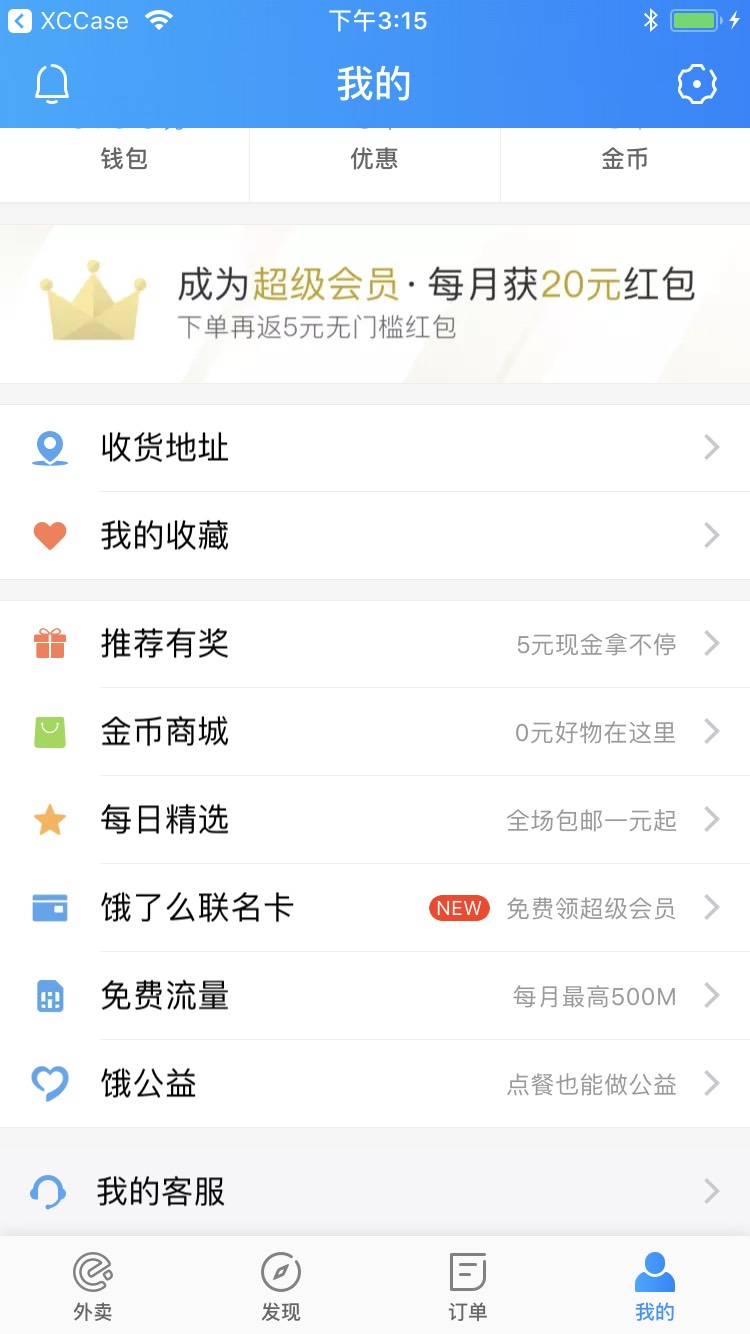 XCCase
下午3:15
我的
钱包
优惠
金币
成为超级会员·每月获20元红包
下单再返5元无门槛红包
收货地址
我的收藏
推荐有奖 5元现金拿不停
金币商城 0元好物在这里
每日精选 全场包邮一元起
饿了么联名卡 NEW 免费领超级会员
免费流量 每月最高500M
饿公益 点餐也能做公益
我的客服
外卖
发现
订单
我的